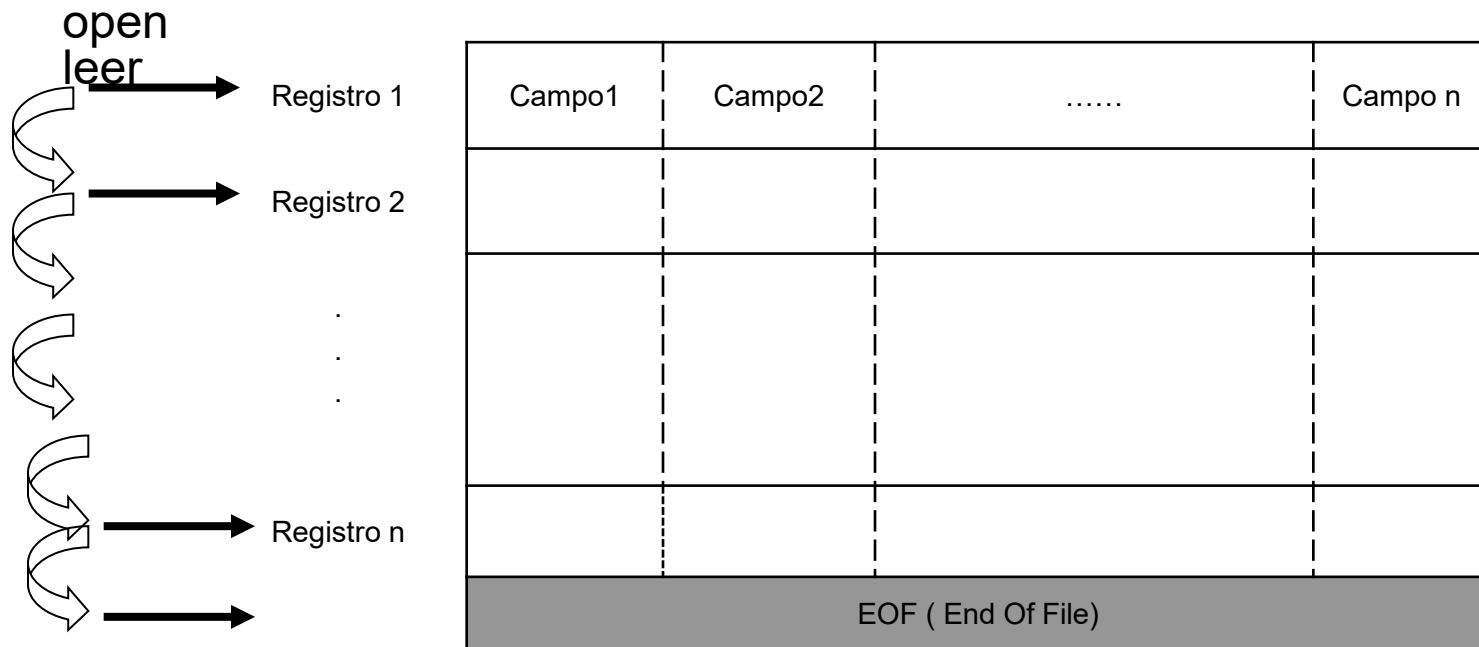 open
leer
Registro 1 Campo1 Campo2 ...... Campo n
Registro 2
.
.
.
Registro n
EOF ( End Of File)